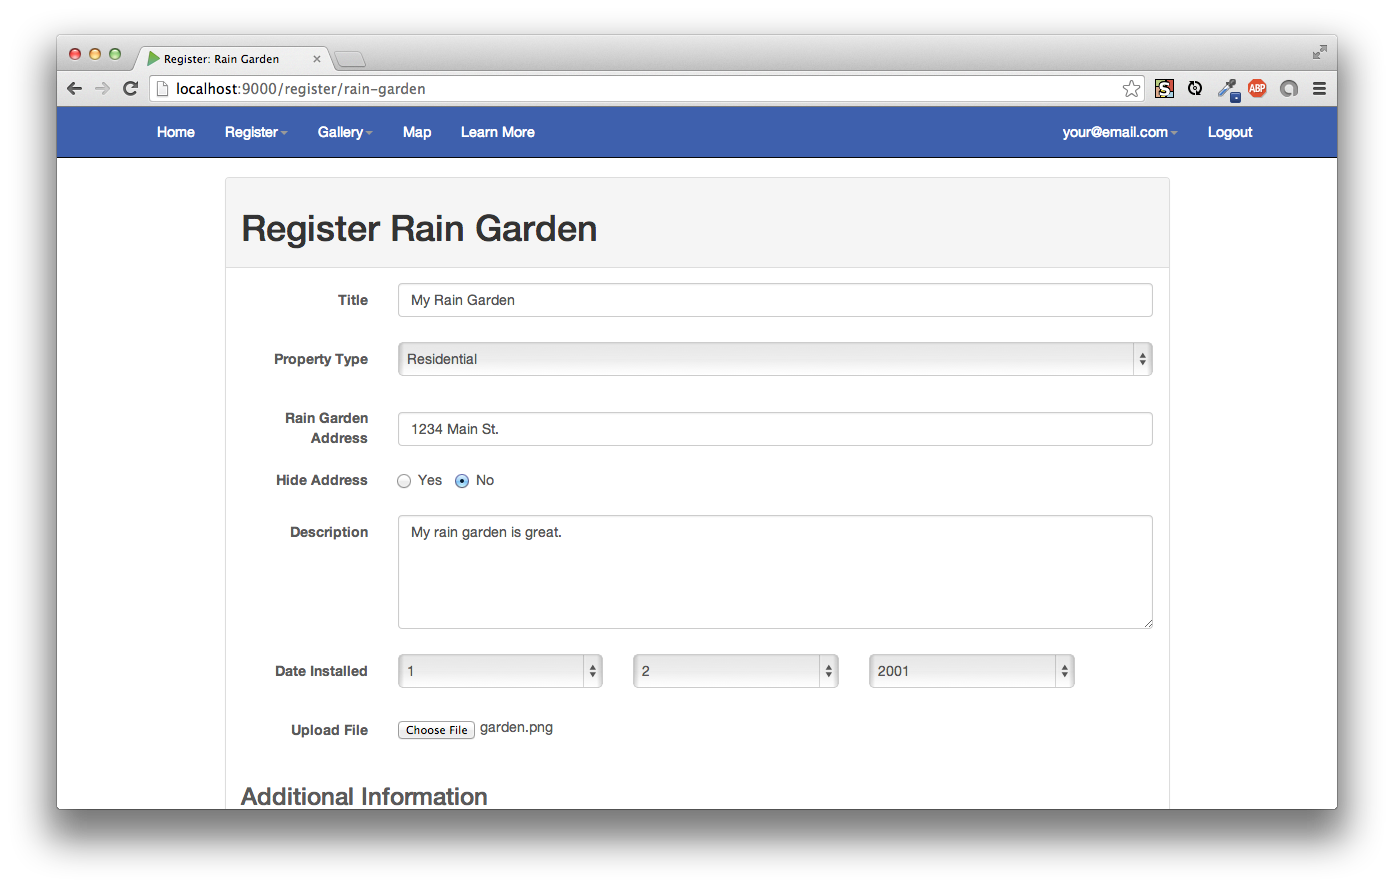 Register: Rain Garden
localhost:9000/register/rain-garden
ABP
Home Register Gallery Map Learn More your@email.com Logout
Register Rain Garden
Title My Rain Garden
Property Type Residential
Rain Garden
Address 1234 Main St.
Hide Address Yes No
Description My rain garden is great.
Date Installed 1 2 2001
Upload File Choose File garden.png
Additional Information